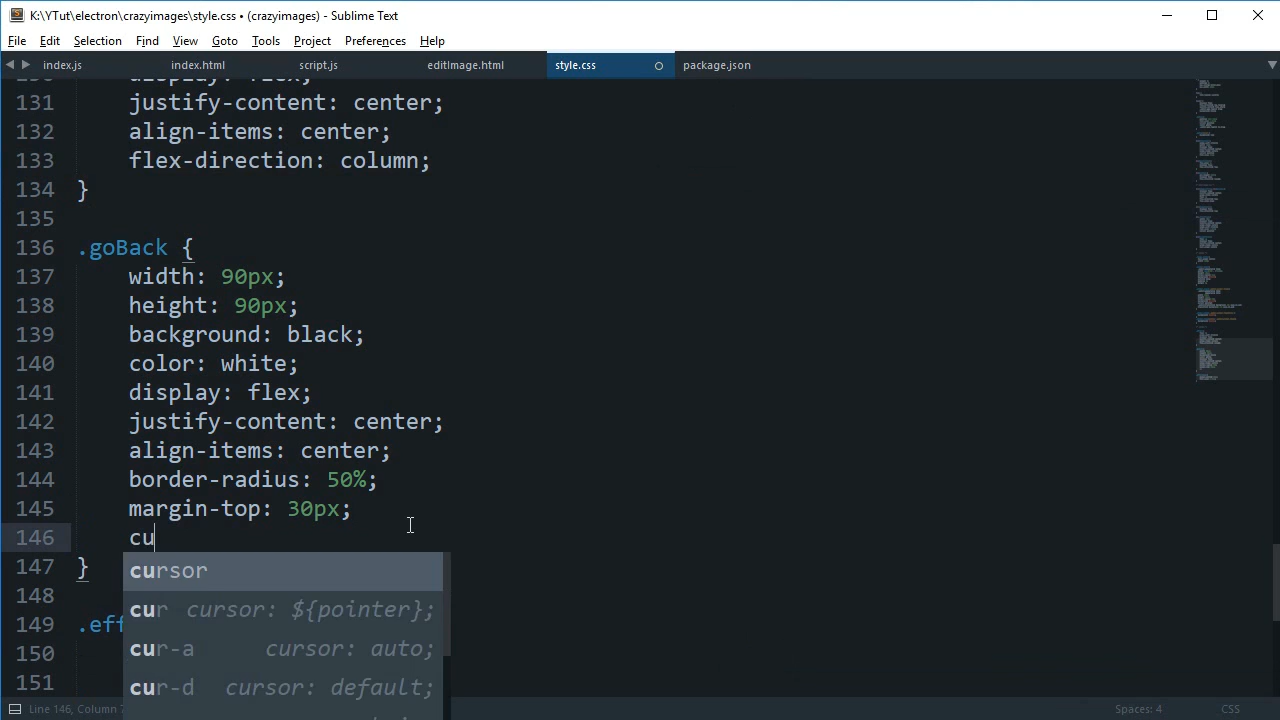 K:\YTut\electron\crazyimages\style.css • (crazyimages) - Sublime Text
File Edit Selection Find View Goto Tools Project Preferences Help
index.js index.html script.js editImage.html style.css package.json
130 display: flex;
131 justify-content: center;
132 align-items: center;
133 flex-direction: column;
134 }
135
136 .goBack {
137 width: 90px;
138 height: 90px;
139 background: black;
140 color: white;
141 display: flex;
142 justify-content: center;
143 align-items: center;
144 border-radius: 50%;
145 margin-top: 30px;
146 cu
147 }
cursor
148
cur cursor: ${pointer};
149 .eff
cur-a cursor: auto;
150
cur-d cursor: default;
151
Line 146, Column Spaces: 4 CSS